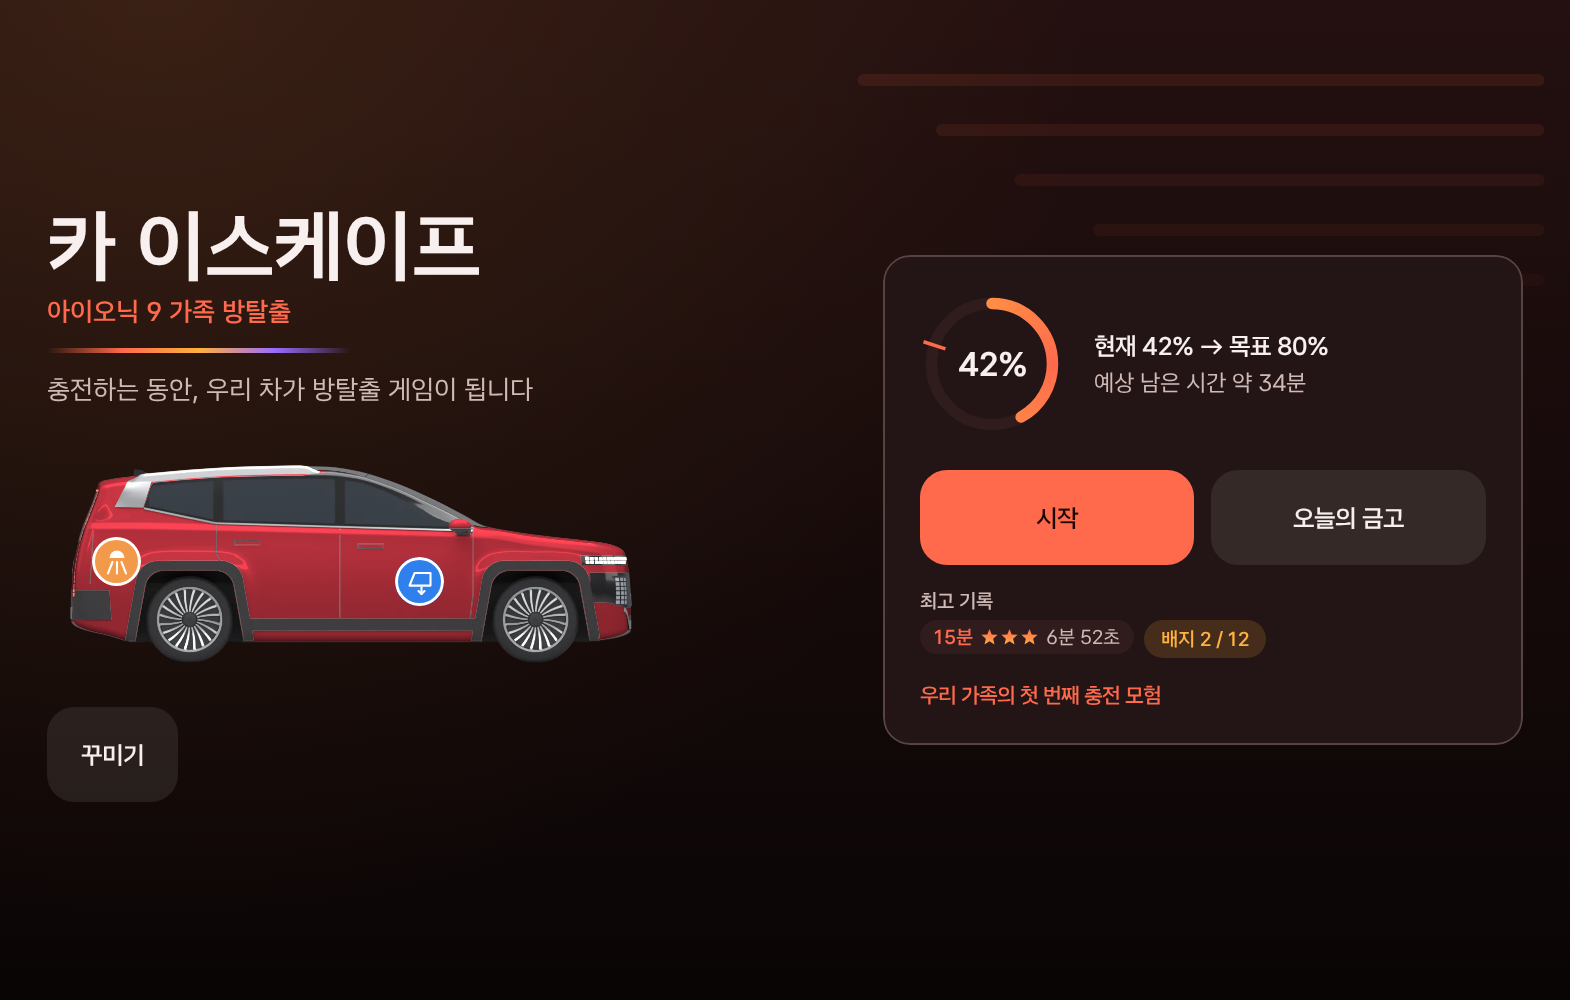 카 이스케이프
아이오닉 9 가족 방탈출
충전하는 동안, 우리 차가 방탈출 게임이 됩니다
꾸미기
42%
현재 42% → 목표 80%
예상 남은 시간 약 34분
시작
오늘의 금고
최고 기록
15분 ★★★ 6분 52초
배지 2 / 12
우리 가족의 첫 번째 충전 모험